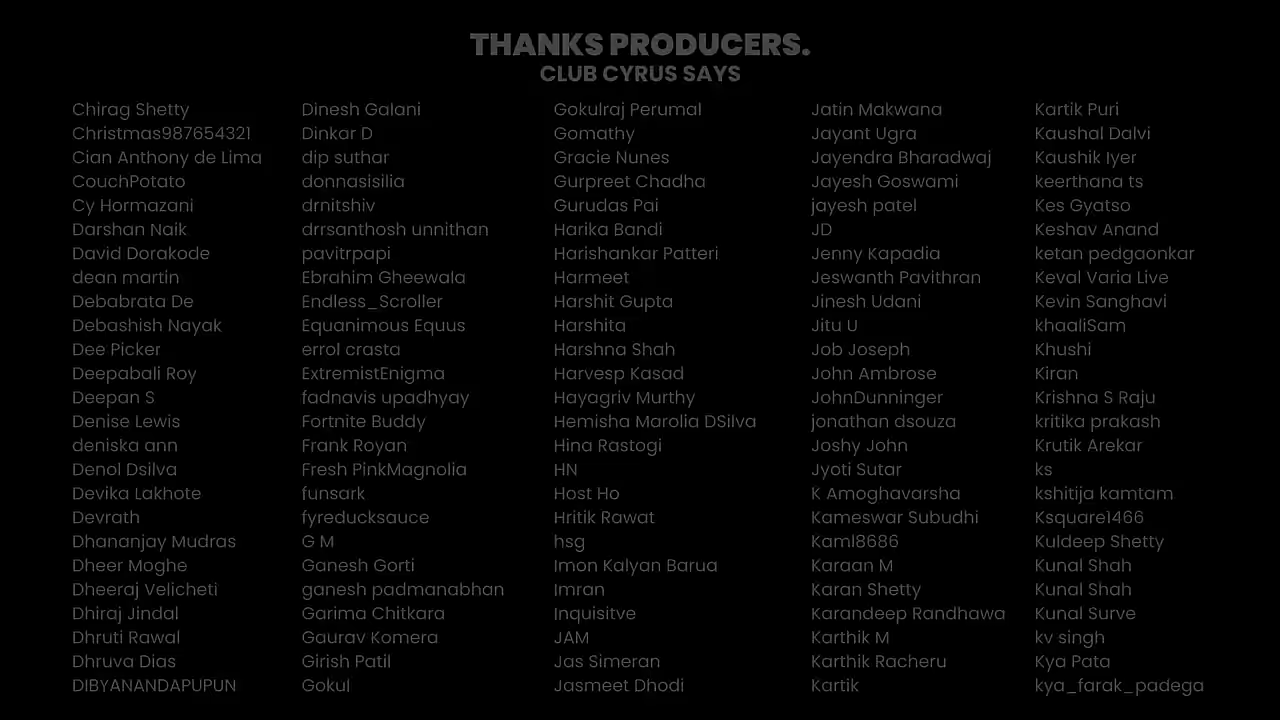 THANKS PRODUCERS.
CLUB CYRUS SAYS
Chirag Shetty
Christmas987654321
Cian Anthony de Lima
CouchPotato
Cy Hormazani
Darshan Naik
David Dorakode
dean martin
Debabrata De
Debashish Nayak
Dee Picker
Deepabali Roy
Deepan S
Denise Lewis
deniska ann
Denol Dsilva
Devika Lakhote
Devrath
Dhananjay Mudras
Dheer Moghe
Dheeraj Velicheti
Dhiraj Jindal
Dhruti Rawal
Dhruva Dias
DIBYANANDAPUPUN
Dinesh Galani
Dinkar D
dip suthar
donnasisilia
drnitshiv
drrsanthosh unnithan
pavitrpapi
Ebrahim Gheewala
Endless_Scroller
Equanimous Equus
errol crasta
ExtremistEnigma
fadnavis upadhyay
Fortnite Buddy
Frank Royan
Fresh PinkMagnolia
funsark
fyreducksauce
G M
Ganesh Gorti
ganesh padmanabhan
Garima Chitkara
Gaurav Komera
Girish Patil
Gokul
Gokulraj Perumal
Gomathy
Gracie Nunes
Gurpreet Chadha
Gurudas Pai
Harika Bandi
Harishankar Patteri
Harmeet
Harshit Gupta
Harshita
Harshna Shah
Harvesp Kasad
Hayagriv Murthy
Hemisha Marolia DSilva
Hina Rastogi
HN
Host Ho
Hritik Rawat
hsg
Imon Kalyan Barua
Imran
Inquisitve
JAM
Jas Simeran
Jasmeet Dhodi
Jatin Makwana
Jayant Ugra
Jayendra Bharadwaj
Jayesh Goswami
jayesh patel
JD
Jenny Kapadia
Jeswanth Pavithran
Jinesh Udani
Jitu U
Job Joseph
John Ambrose
JohnDunninger
jonathan dsouza
Joshy John
Jyoti Sutar
K Amoghavarsha
Kameswar Subudhi
Kaml8686
Karaan M
Karan Shetty
Karandeep Randhawa
Karthik M
Karthik Racheru
Kartik
Kartik Puri
Kaushal Dalvi
Kaushik Iyer
keerthana ts
Kes Gyatso
Keshav Anand
ketan pedgaonkar
Keval Varia Live
Kevin Sanghavi
khaaliSam
Khushi
Kiran
Krishna S Raju
kritika prakash
Krutik Arekar
ks
kshitija kamtam
Ksquare1466
Kuldeep Shetty
Kunal Shah
Kunal Shah
Kunal Surve
kv singh
Kya Pata
kya_farak_padega